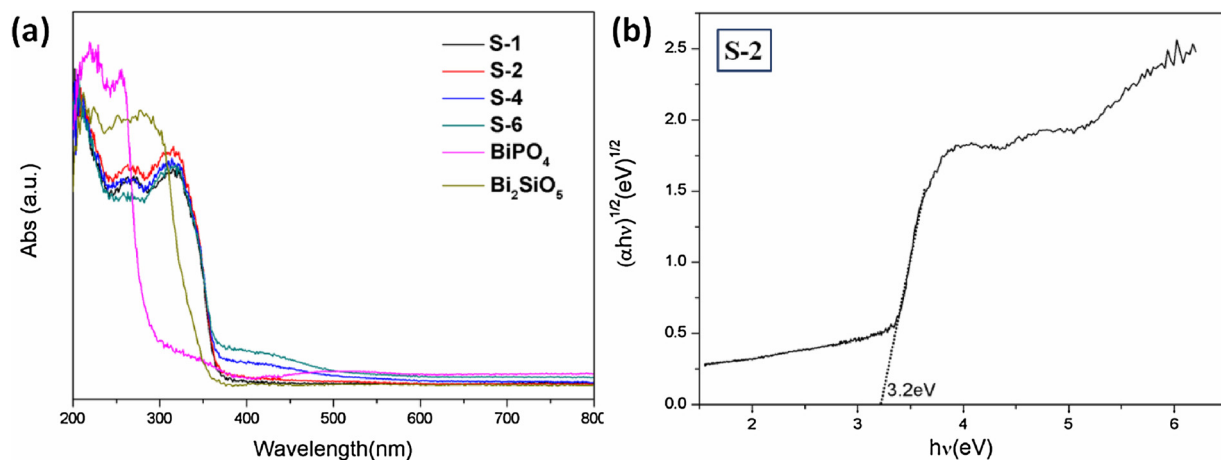 (a)
S-1
S-2
S-4
S-6
BiPO₄
Bi₂SiO₅
Abs (a.u.)
200 300 400 500 600 700 800
Wavelength(nm)
(b)
S-2
2.5
2.0
1.5
1.0
0.5
0.0
(αhν)^1/2(eV)^1/2
3.2eV
2 3 4 5 6
hν(eV)